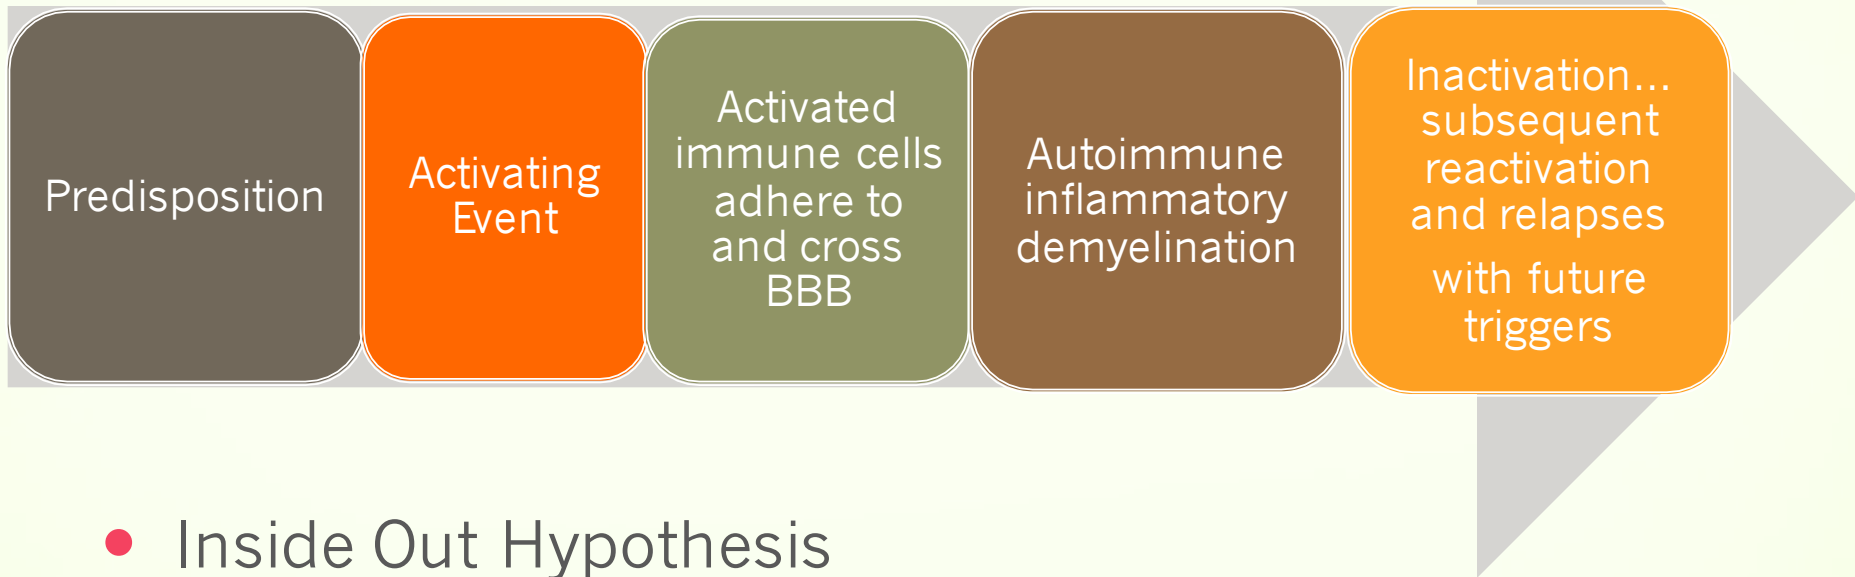 Predisposition
Activating
Event
Activated
immune cells
adhere to
and cross
BBB
Autoimmune
inflammatory
demyelination
Inactivation…
subsequent
reactivation
and relapses
with future
triggers
• Inside Out Hypothesis